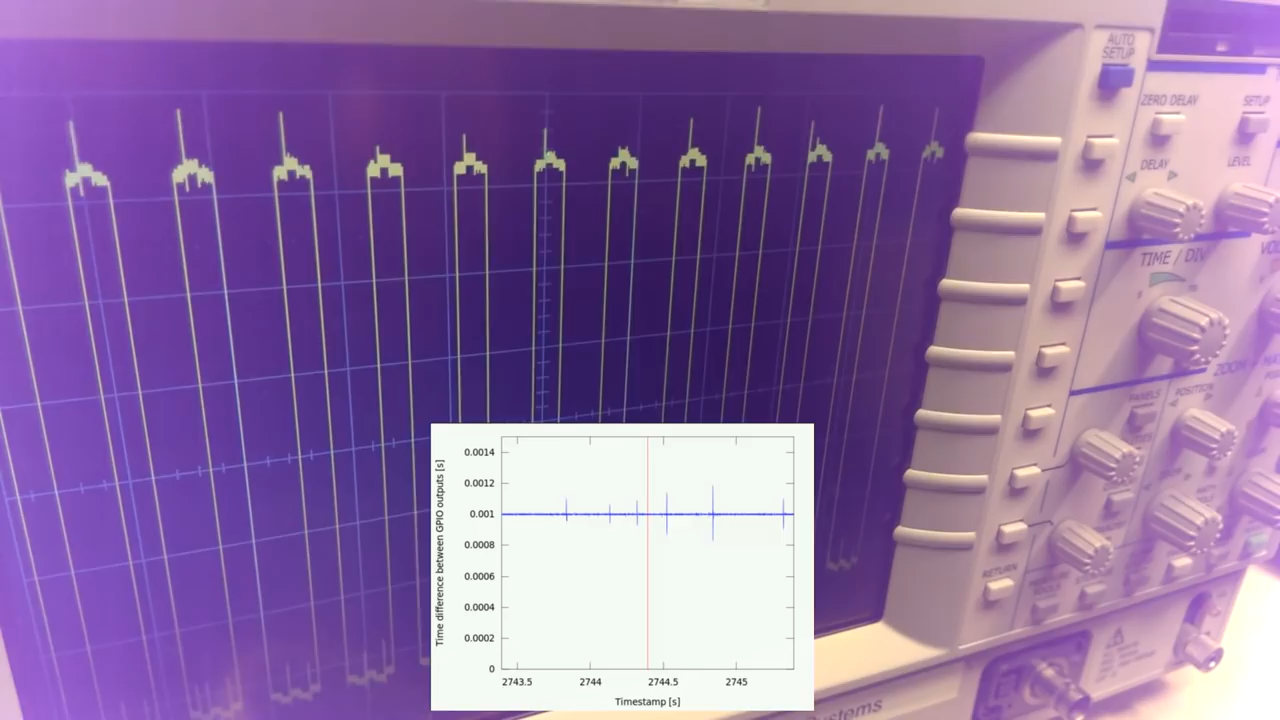 AUTO
SETUP
ZERO DELAY
SETUP
DELAY
LEVEL
TIME / DIV
ZOOM
PANELS
POSITION
RETURN
Time difference between GPIO outputs [s]
0.0014
0.0012
0.001
0.0008
0.0006
0.0004
0.0002
0
2743.5
2744
2744.5
2745
Timestamp [s]